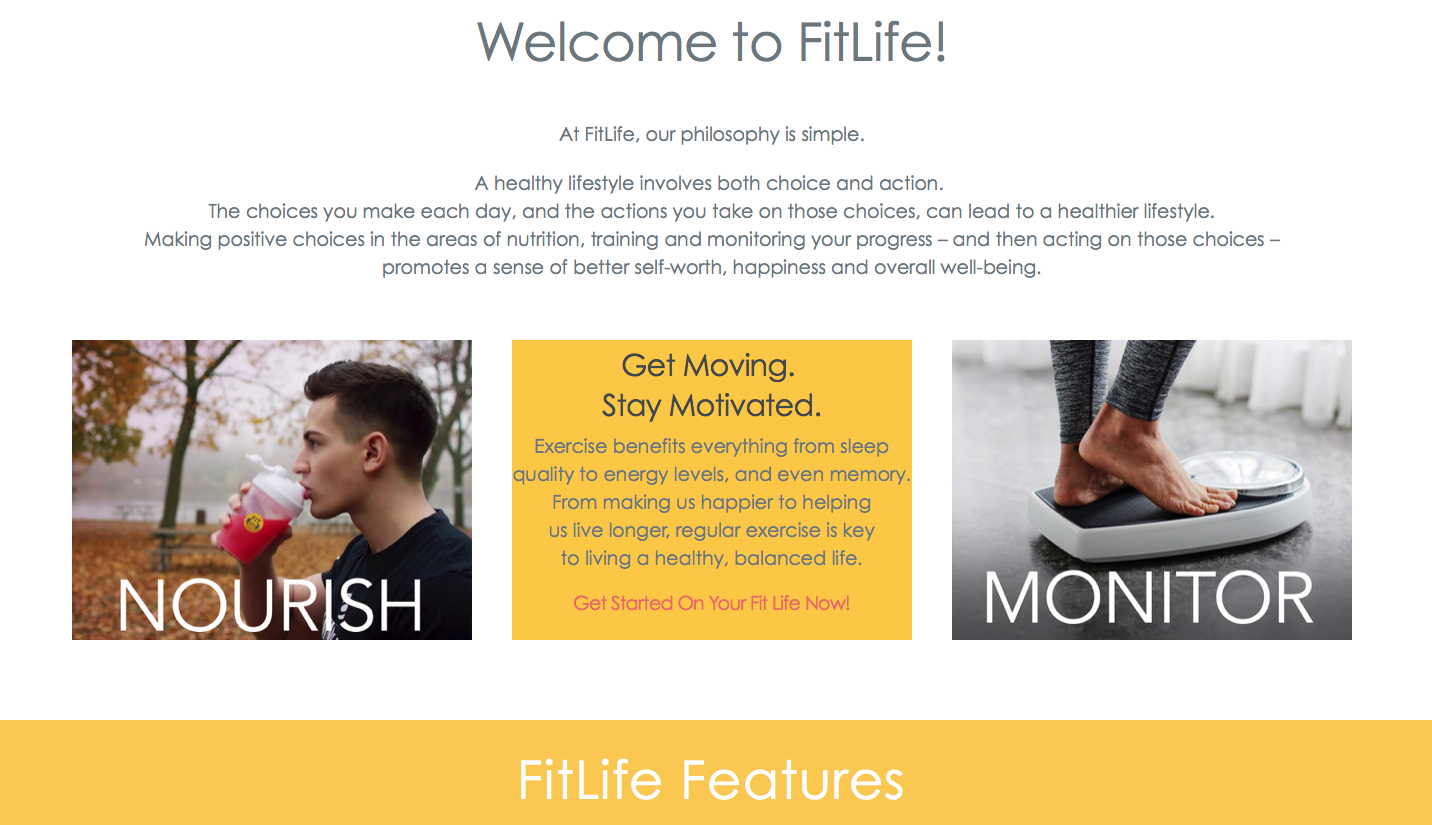 Welcome to FitLife!
At FitLife, our philosophy is simple.
A healthy lifestyle involves both choice and action.
The choices you make each day, and the actions you take on those choices, can lead to a healthier lifestyle.
Making positive choices in the areas of nutrition, training and monitoring your progress – and then acting on those choices –
promotes a sense of better self-worth, happiness and overall well-being.
NOURISH
Get Moving.
Stay Motivated.
Exercise benefits everything from sleep
quality to energy levels, and even memory.
From making us happier to helping
us live longer, regular exercise is key
to living a healthy, balanced life.
Get Started On Your Fit Life Now!
MONITOR
FitLife Features